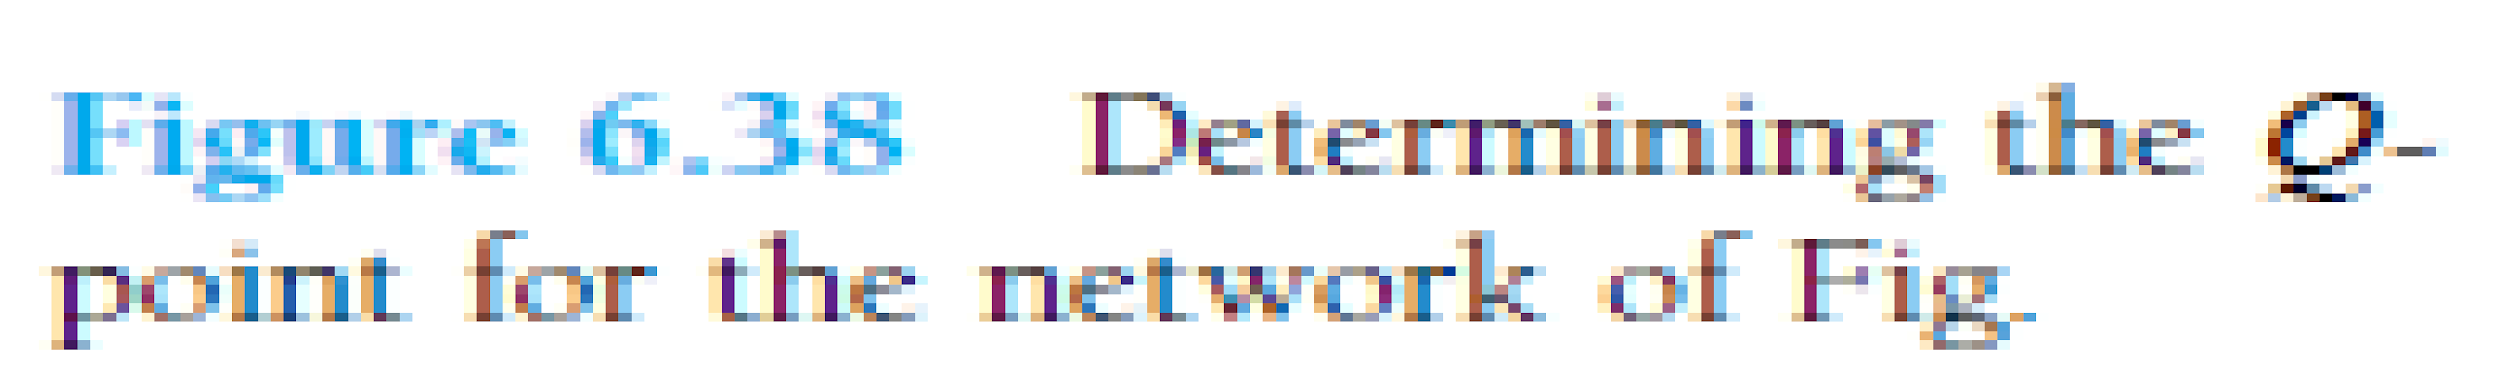 Figure 6.38 Determining the Q-
point for the network of Fig.